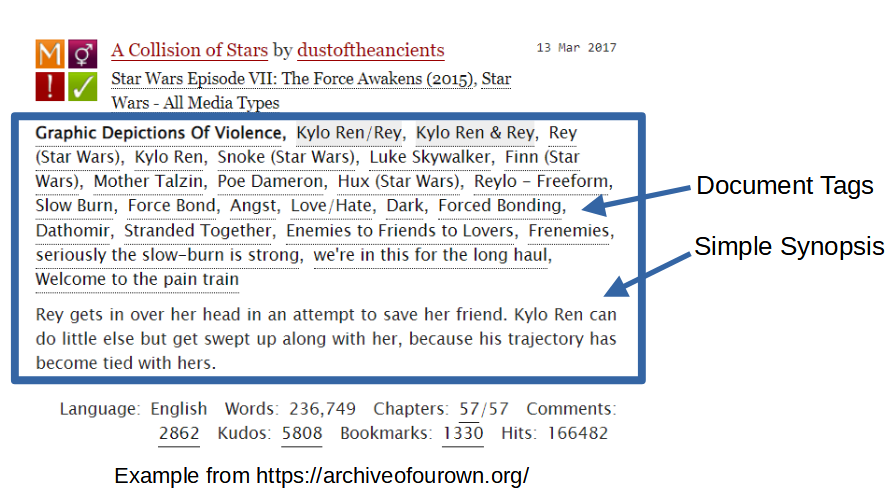 A Collision of Stars by dustoftheancients 13 Mar 2017
Star Wars Episode VII: The Force Awakens (2015), Star
Wars - All Media Types
Graphic Depictions Of Violence, Kylo Ren/Rey, Kylo Ren & Rey, Rey
(Star Wars), Kylo Ren, Snoke (Star Wars), Luke Skywalker, Finn (Star
Wars), Mother Talzin, Poe Dameron, Hux (Star Wars), Reylo - Freeform,
Slow Burn, Force Bond, Angst, Love/Hate, Dark, Forced Bonding,
Dathomir, Stranded Together, Enemies to Friends to Lovers, Frenemies,
seriously the slow-burn is strong, we're in this for the long haul,
Welcome to the pain train
Document Tags
Simple Synopsis
Rey gets in over her head in an attempt to save her friend. Kylo Ren can
do little else but get swept up along with her, because his trajectory has
become tied with hers.
Language: English Words: 236,749 Chapters: 57/57 Comments:
2862 Kudos: 5808 Bookmarks: 1330 Hits: 166482
Example from https://archiveofourown.org/